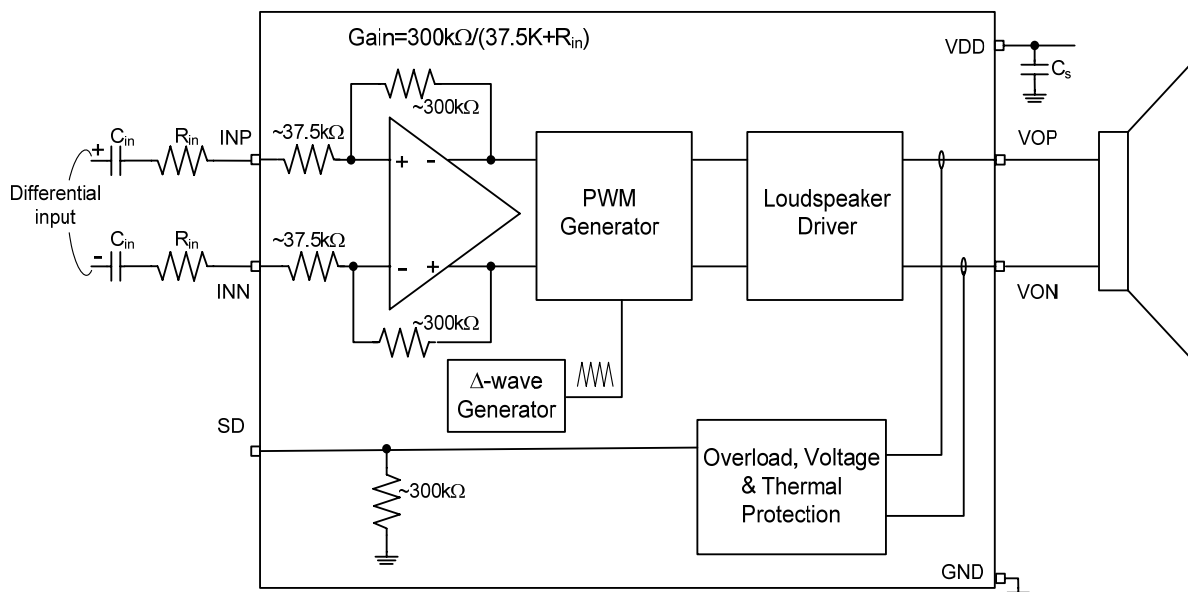 Gain=300kΩ/(37.5K+Rin)
VDD
Cs
~300kΩ
Cin
Rin
INP
~37.5kΩ
VOP
+
+
-
Differential
input
PWM
Generator
Loudspeaker
Driver
-
Cin
Rin
~37.5kΩ
-
+
INN
VON
~300kΩ
Δ-wave
Generator
SD
~300kΩ
Overload, Voltage
& Thermal
Protection
GND